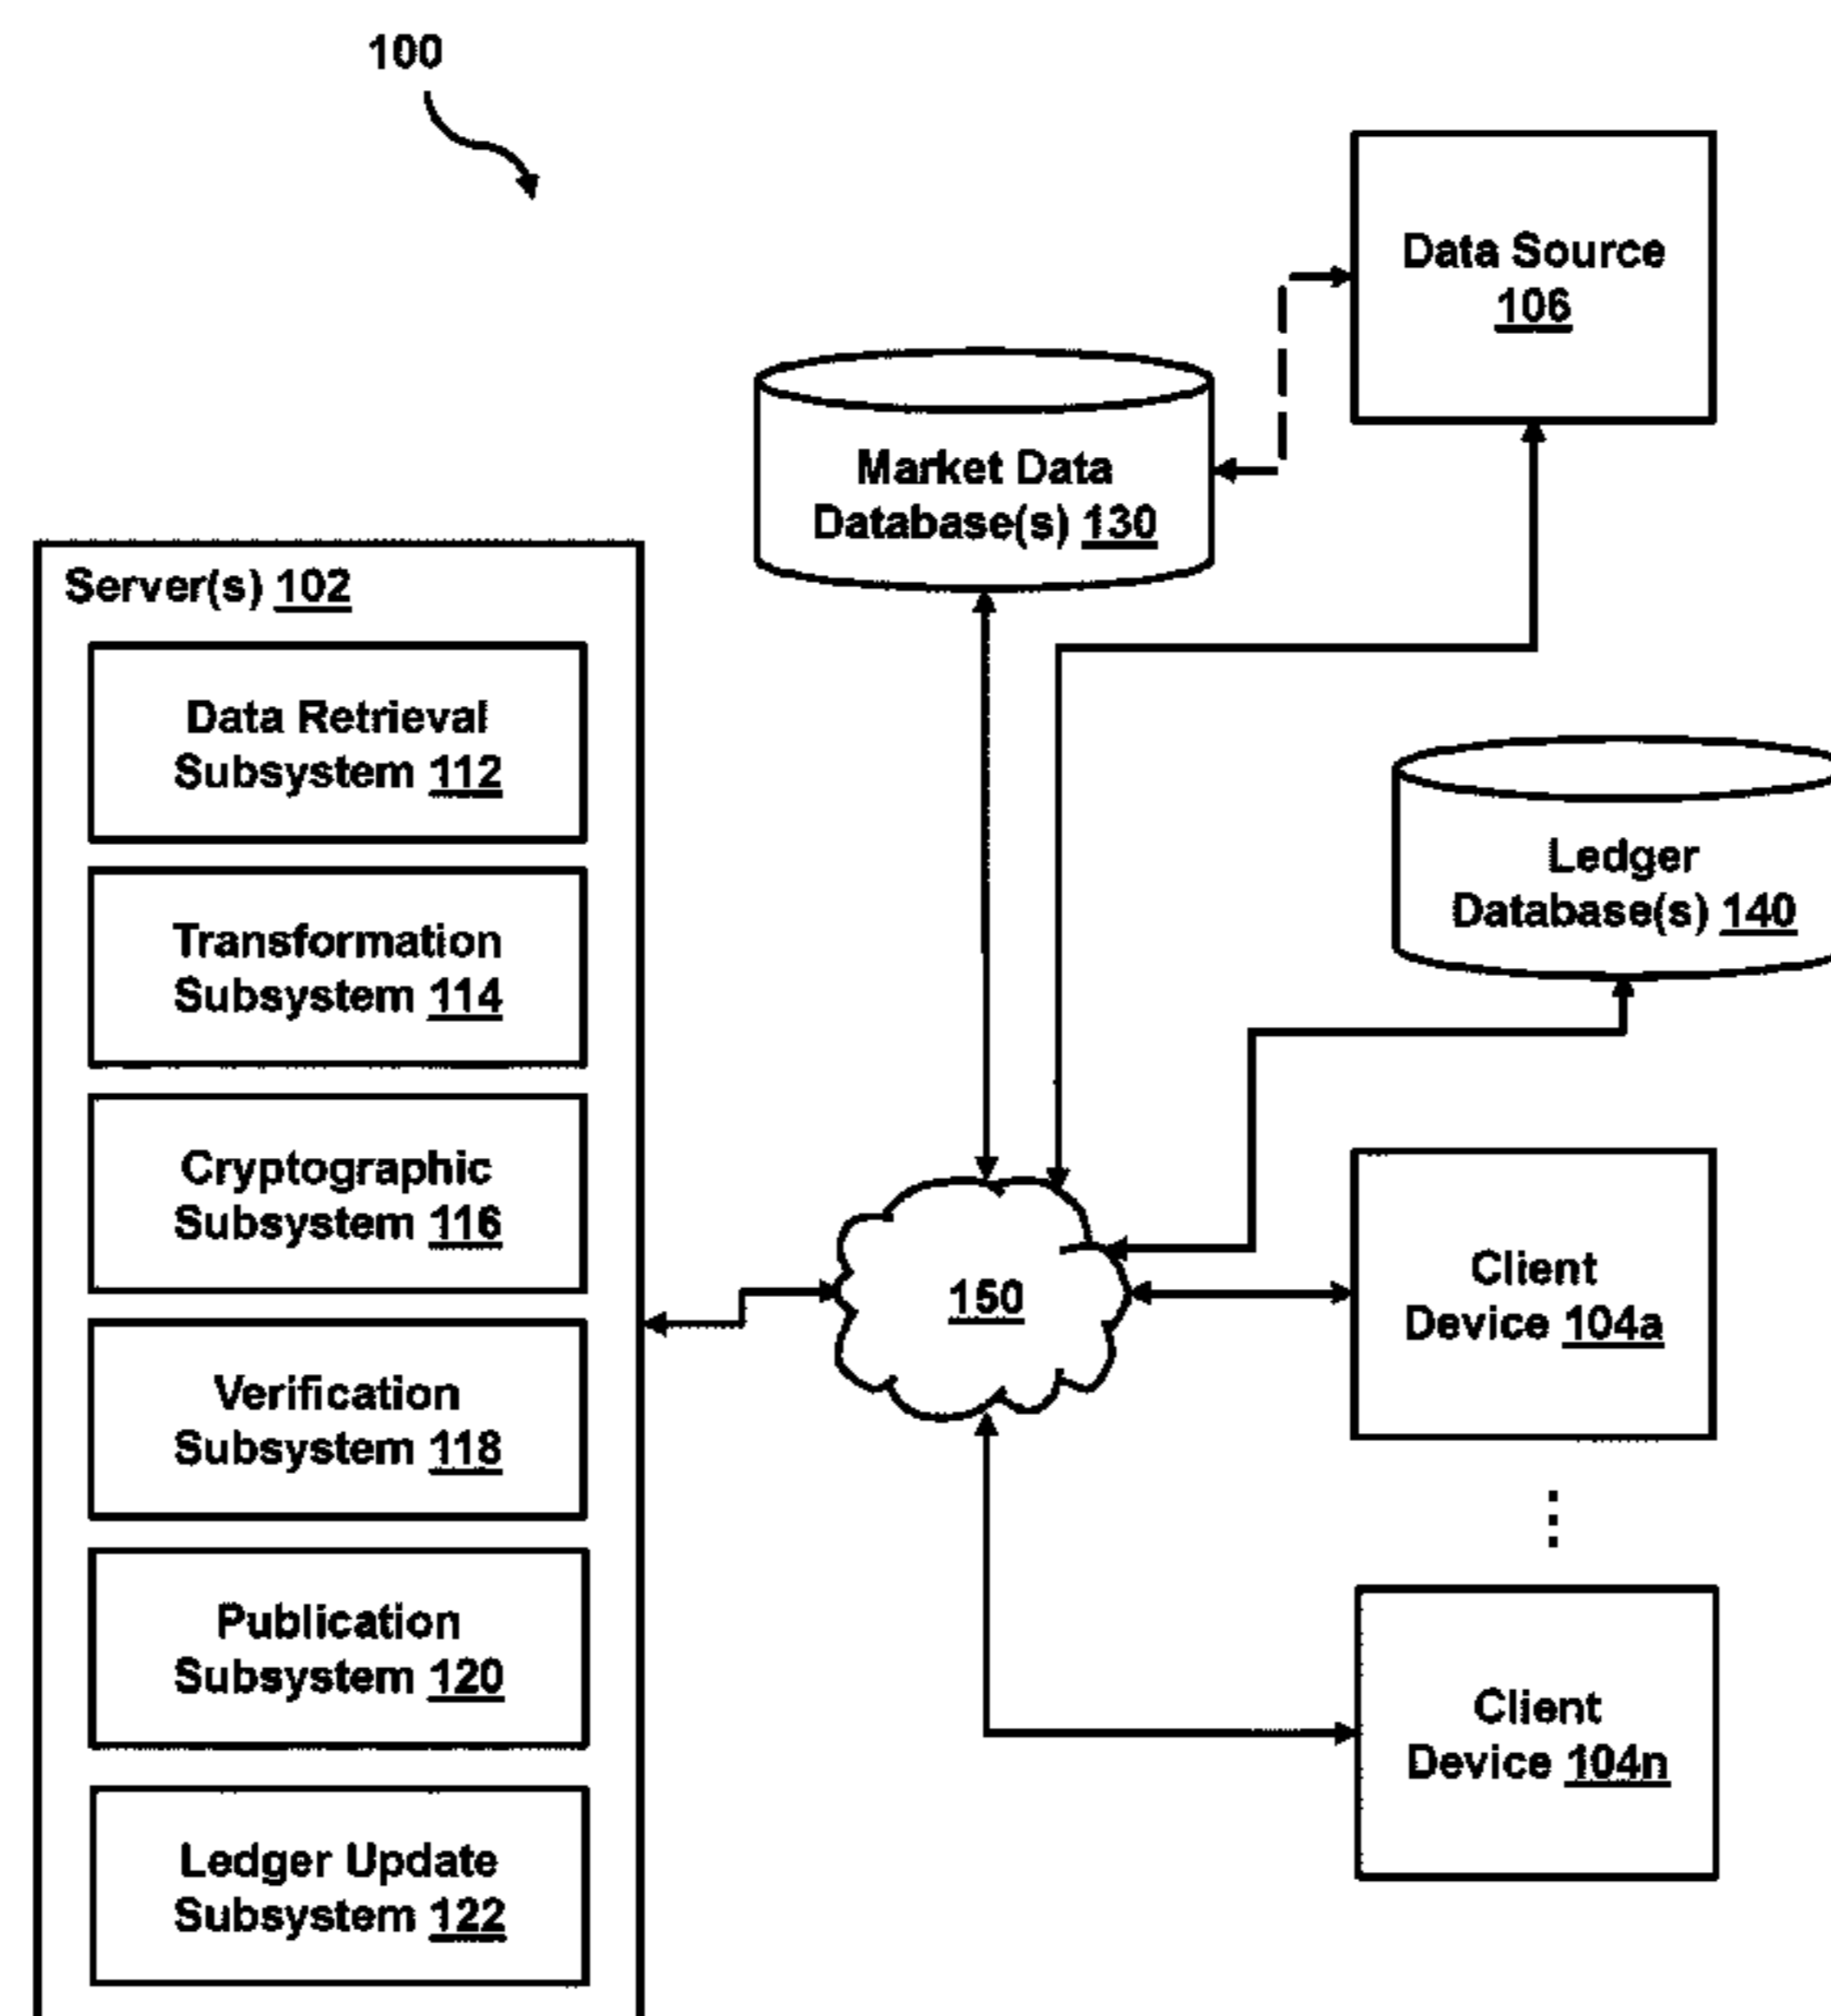 100
Data Source
106
Market Data
Database(s) 130
Server(s) 102
Data Retrieval
Subsystem 112
Transformation
Subsystem 114
Cryptographic
Subsystem 116
Verification
Subsystem 118
Publication
Subsystem 120
Ledger Update
Subsystem 122
Ledger
Database(s) 140
150
Client
Device 104a
Client
Device 104n